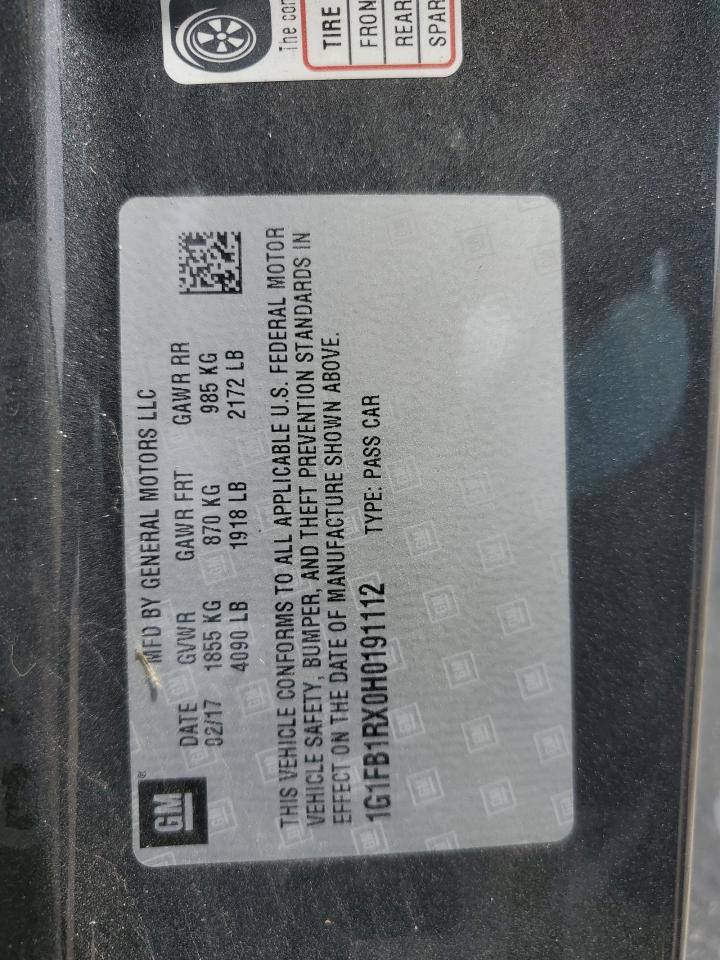 GM ®
MFD BY GENERAL MOTORS LLC
DATE GVWR GAWR FRT GAWR RR
02/17 1855 KG 870 KG 985 KG
4090 LB 1918 LB 2172 LB
THIS VEHICLE CONFORMS TO ALL APPLICABLE U.S. FEDERAL MOTOR
VEHICLE SAFETY, BUMPER, AND THEFT PREVENTION STANDARDS IN
EFFECT ON THE DATE OF MANUFACTURE SHOWN ABOVE.
1G1FB1RX0H0191112 TYPE: PASS CAR
The
TIRE
REAR